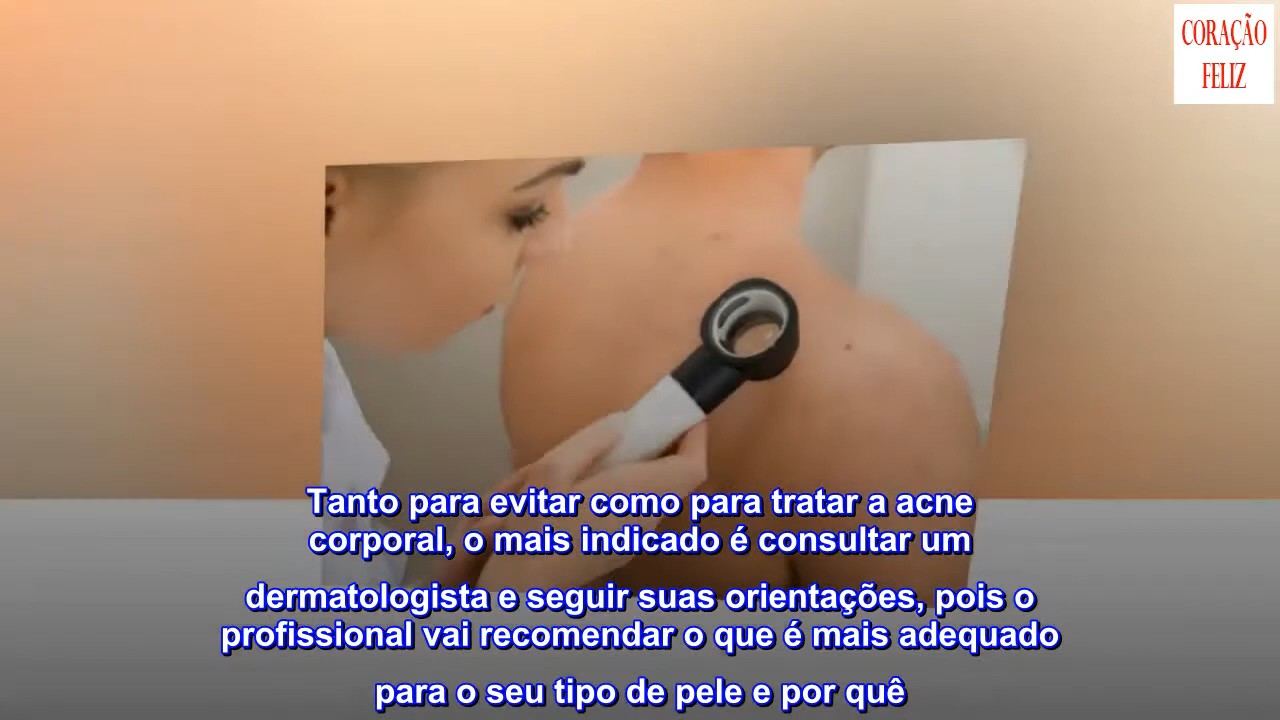 CORAÇÃO
FELIZ
Tanto para evitar como para tratar a acne
corporal, o mais indicado é consultar um
dermatologista e seguir suas orientações, pois o
profissional vai recomendar o que é mais adequado
para o seu tipo de pele e por quê